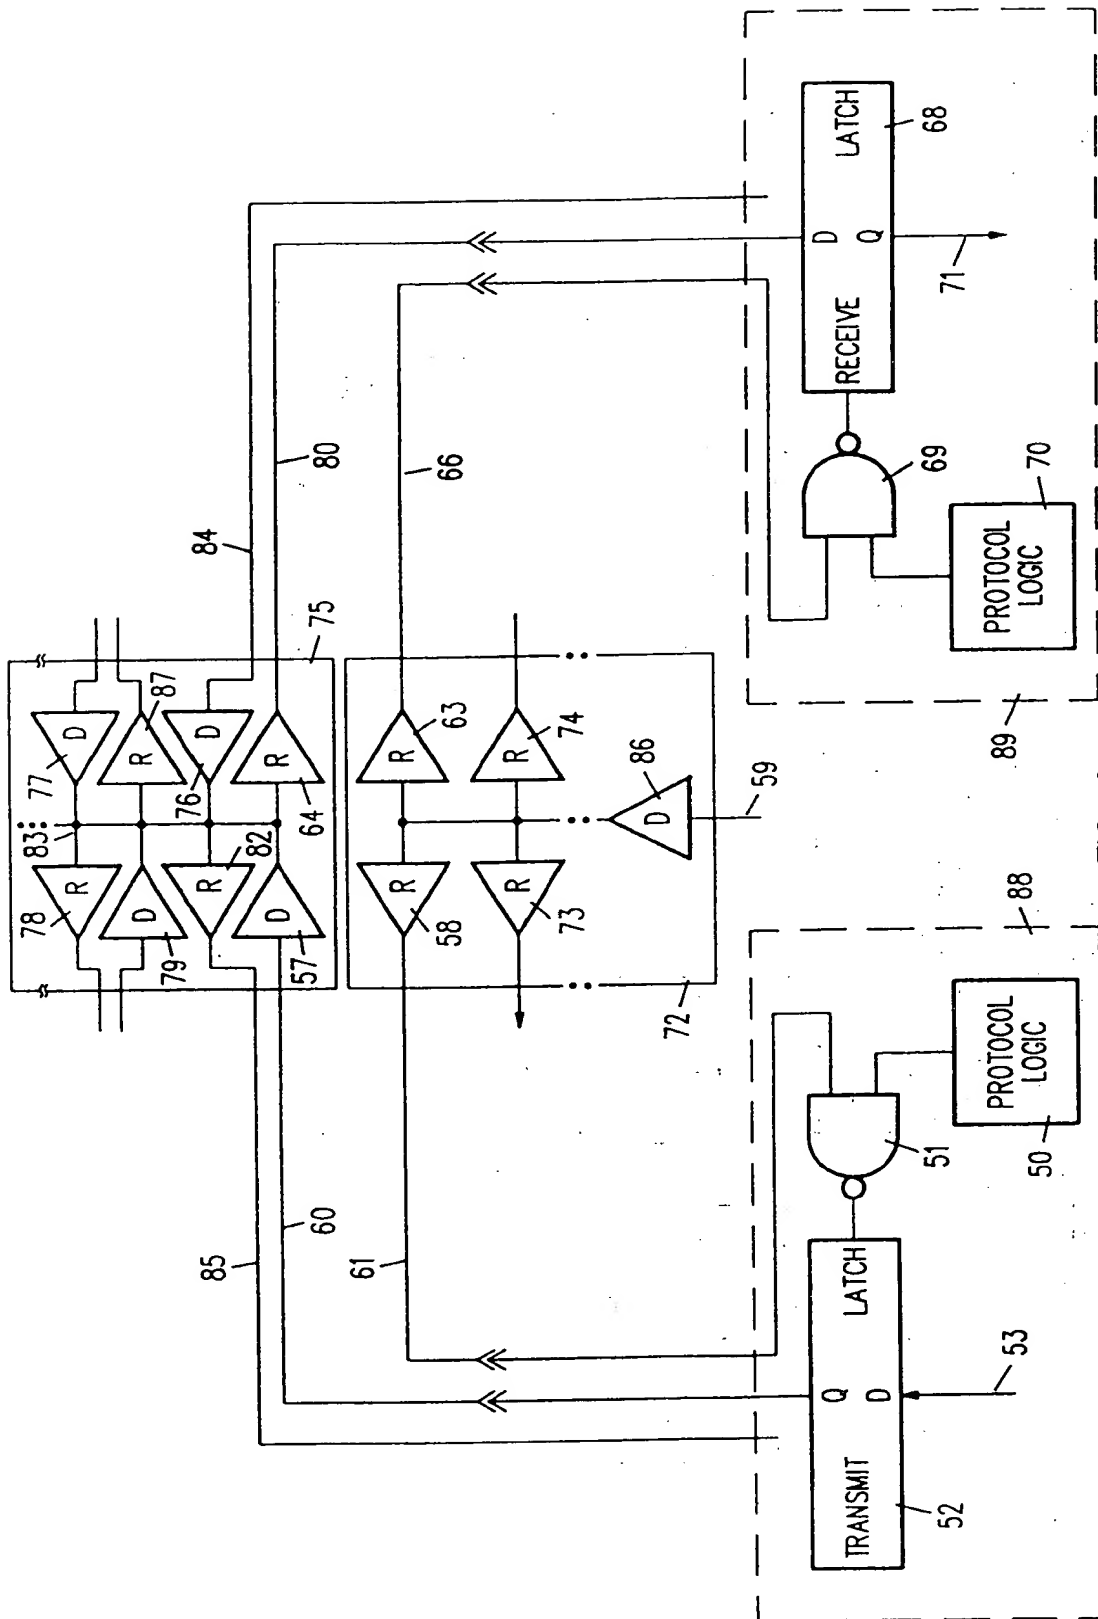 83
77
D
78
R
R
87
D
79
75
84
D
76
R
82
R
64
D
57
80
85
60
R
63
R
58
66
R
74
R
73
D
86
59
72
61
88
89
TRANSMIT LATCH
Q
D
52
53
51
PROTOCOL
LOGIC
50
RECEIVE LATCH
D
Q
68
71
69
PROTOCOL
LOGIC
70